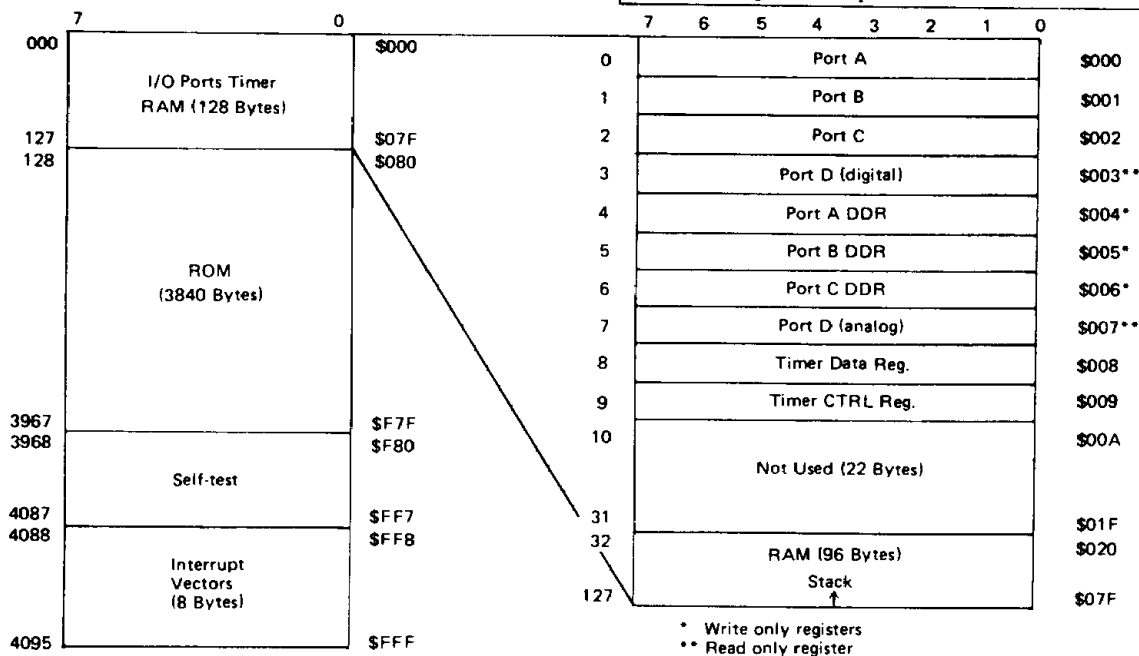 7 0
000 $000
I/O Ports Timer
RAM (128 Bytes)
127 $07F
128 $080
ROM
(3840 Bytes)
3967 $F7F
3968 $F80
Self-test
4087 $FF7
4088 $FF8
Interrupt
Vectors
(8 Bytes)
4095 $FFF
7 6 5 4 3 2 1 0
0 Port A $000
1 Port B $001
2 Port C $002
3 Port D (digital) $003**
4 Port A DDR $004*
5 Port B DDR $005*
6 Port C DDR $006*
7 Port D (analog) $007**
8 Timer Data Reg. $008
9 Timer CTRL Reg. $009
10 $00A
Not Used (22 Bytes)
31 $01F
32 $020
RAM (96 Bytes)
Stack
127 $07F
* Write only registers
** Read only register